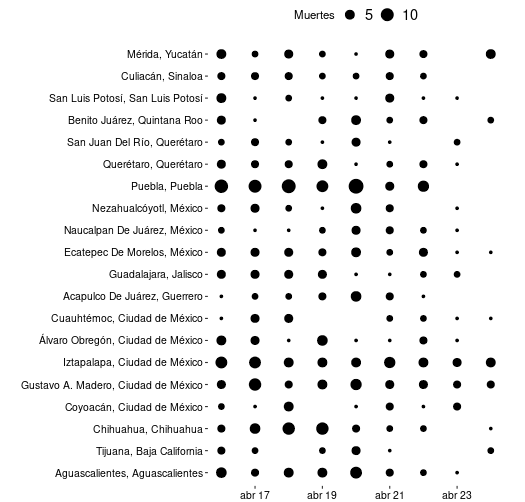 Muertes 5 10
Mérida, Yucatán
Culiacán, Sinaloa
San Luis Potosí, San Luis Potosí
Benito Juárez, Quintana Roo
San Juan Del Río, Querétaro
Querétaro, Querétaro
Puebla, Puebla
Nezahualcóyotl, México
Naucalpan De Juárez, México
Ecatepec De Morelos, México
Guadalajara, Jalisco
Acapulco De Juárez, Guerrero
Cuauhtémoc, Ciudad de México
Álvaro Obregón, Ciudad de México
Iztapalapa, Ciudad de México
Gustavo A. Madero, Ciudad de México
Coyoacán, Ciudad de México
Chihuahua, Chihuahua
Tijuana, Baja California
Aguascalientes, Aguascalientes
abr 17 abr 19 abr 21 abr 23